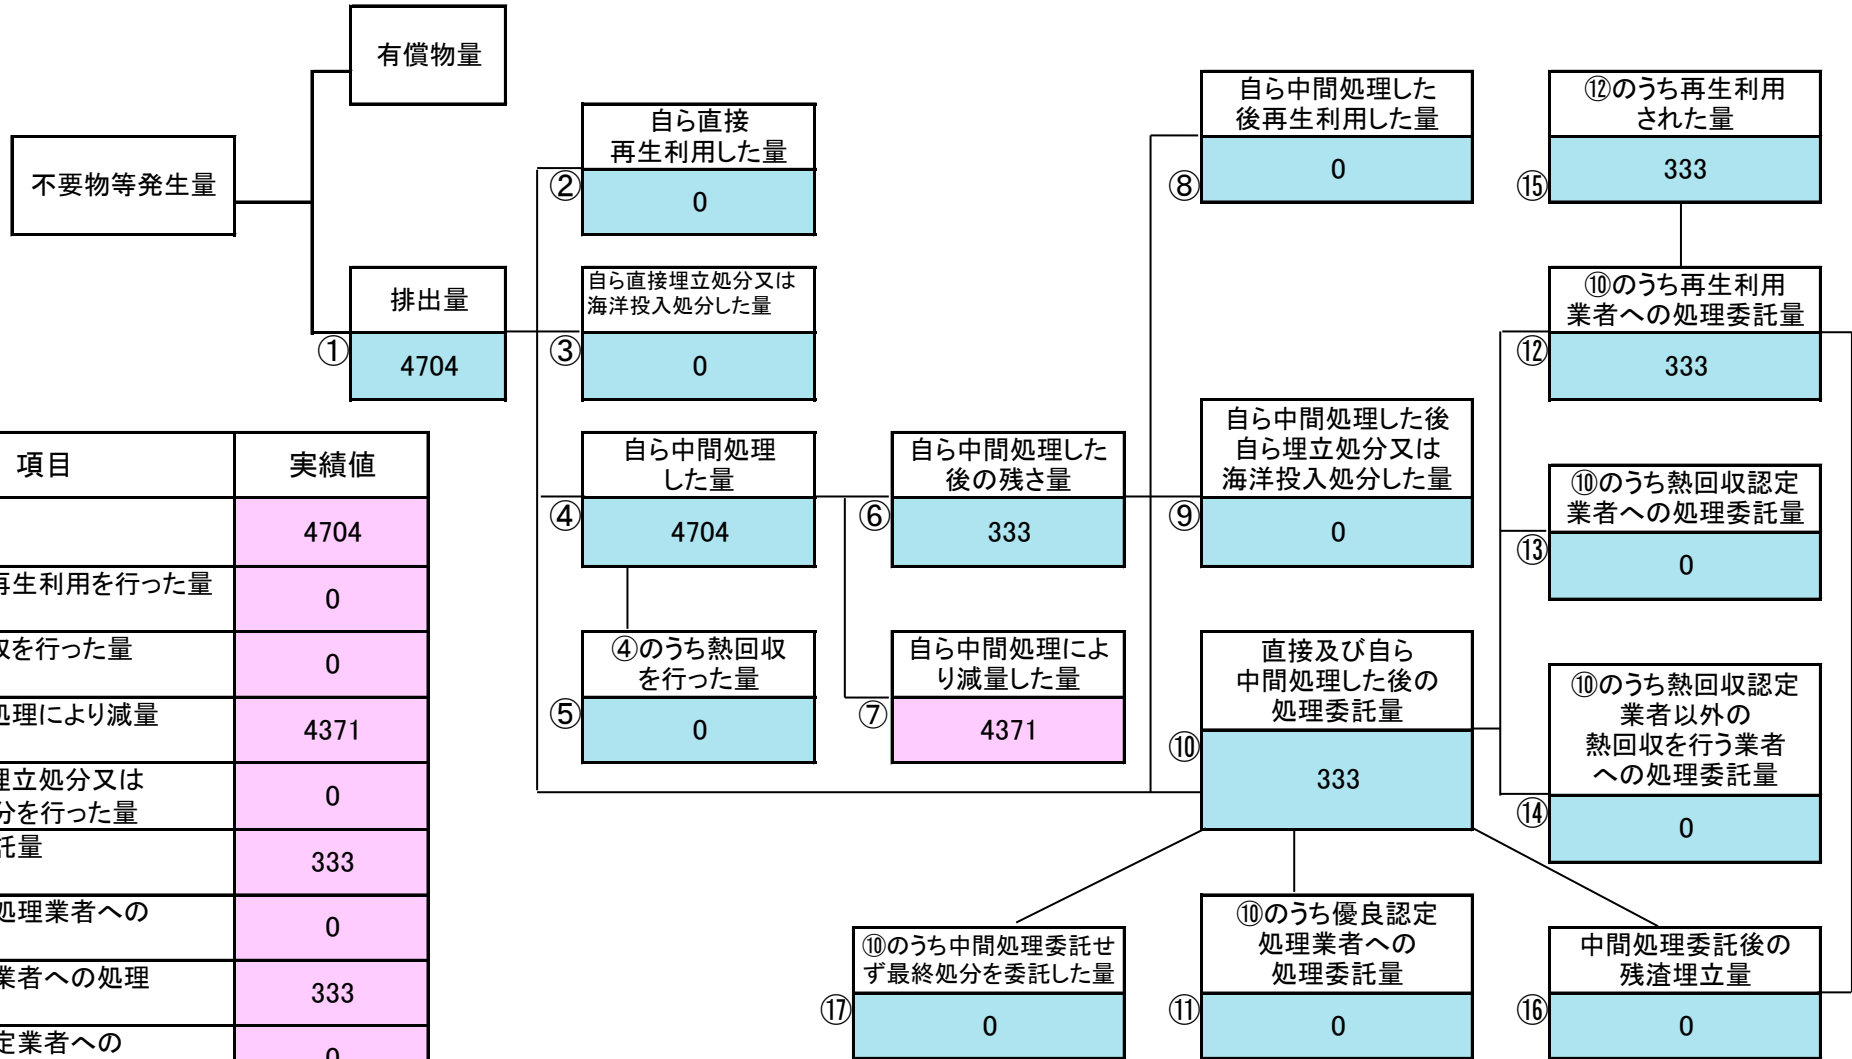 有償物量
不要物等発生量
排出量
①
4704
自ら直接
再生利用した量
②
0
自ら直接埋立処分又は
海洋投入処分した量
③
0
自ら中間処理
した量
④
4704
④のうち熱回収
を行った量
⑤
0
自ら中間処理した
後の残さ量
⑥
333
自ら中間処理によ
り減量した量
⑦
4371
自ら中間処理した
後再生利用した量
⑧
0
自ら中間処理した後
自ら埋立処分又は
海洋投入処分した量
⑨
0
直接及び自ら
中間処理した後の
処理委託量
⑩
333
⑩のうち優良認定
処理業者への
処理委託量
⑪
0
⑫のうち再生利用
された量
⑮
333
⑩のうち再生利用
業者への処理委託量
⑫
333
⑩のうち熱回収認定
業者への処理委託量
⑬
0
⑩のうち熱回収認定
業者以外の
熱回収を行う業者
への処理委託量
⑭
0
中間処理委託後の
残渣埋立量
⑯
0
⑩のうち中間処理委託せ
ず最終処分を委託した量
⑰
0
項目 実績値
4704
再生利用を行った量
0
を行った量
0
処理により減量
4371
埋立処分又は
分を行った量
0
託量
333
処理業者への
0
業者への処理
333
定業者への
0